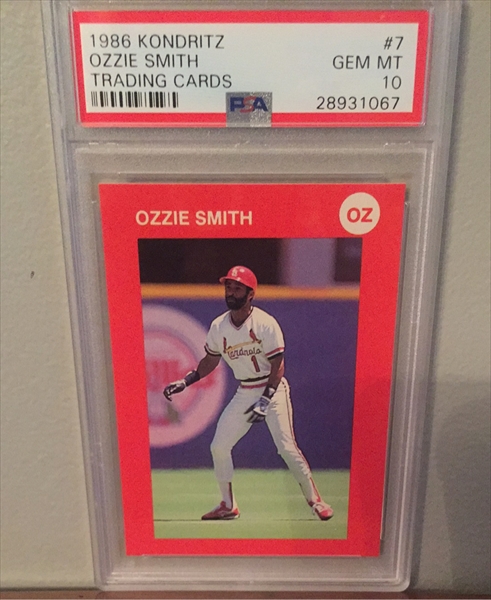 1986 KONDRITZ #7
OZZIE SMITH GEM MT
TRADING CARDS 10
PSA 28931067
OZZIE SMITH OZ
Cardinals
1